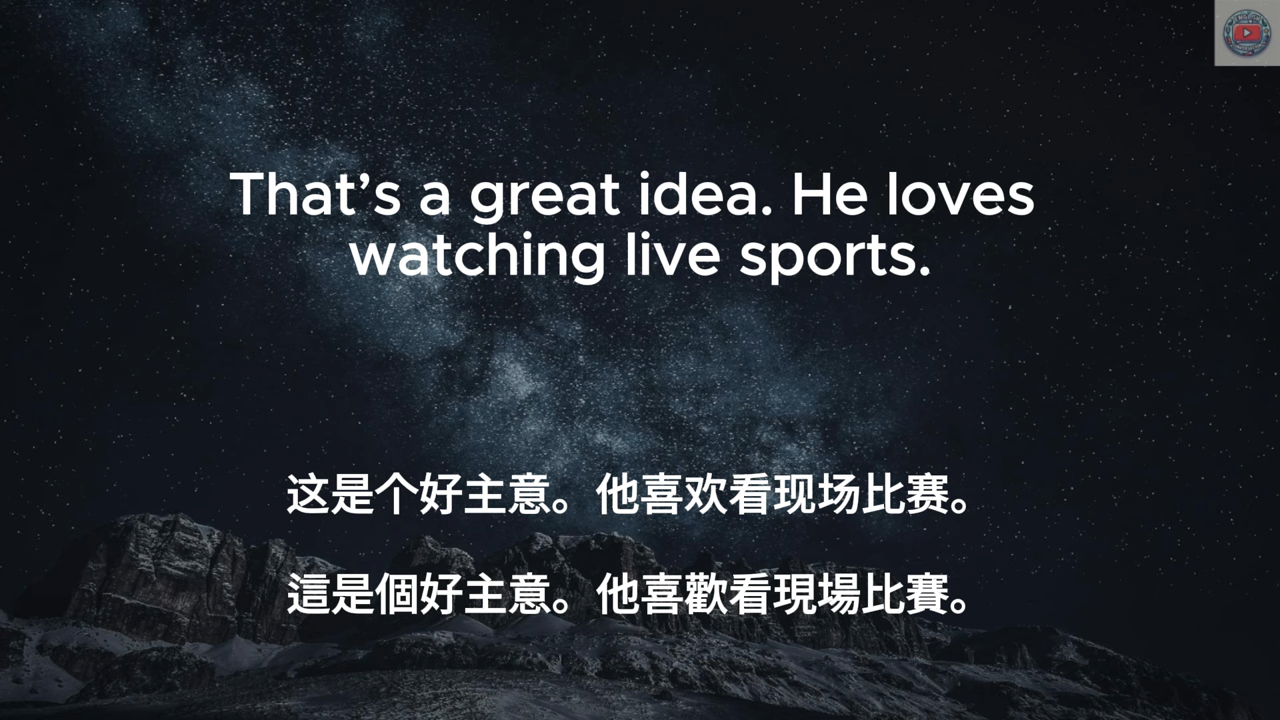 That’s a great idea. He loves
watching live sports.
这是个好主意。他喜欢看现场比赛。
這是個好主意。他喜歡看現場比賽。